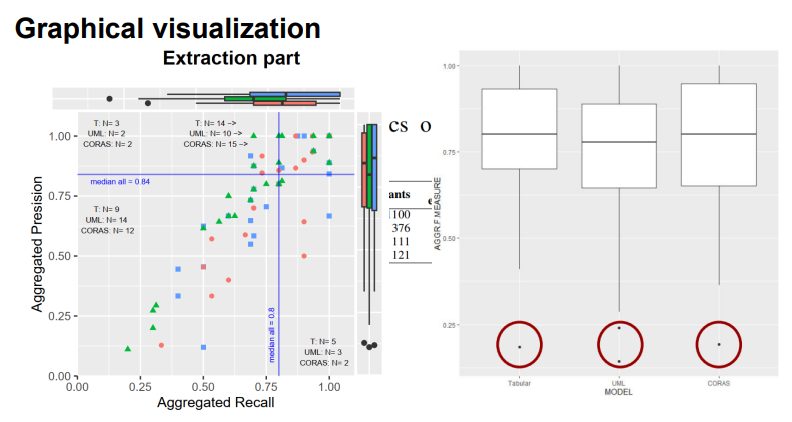 Graphical visualization
Extraction part
T: N= 3
UML: N= 2
CORAS: N= 2
T: N= 14 -->
UML: N= 10 -->
CORAS: N= 15 -->
median all = 0.84
T: N= 9
UML: N= 14
CORAS: N= 12
median all = 0.8
T: N= 5
UML: N= 3
CORAS: N= 2
1.00
0.75
0.50
0.25
0.00
0.00 0.25 0.50 0.75 1.00
Aggregated Presision
Aggregated Recall
cs o
ants
100
376
111
121
AGGR.F.MEASURE
1.00
0.75
0.50
0.25
Tabular UML CORAS
MODEL